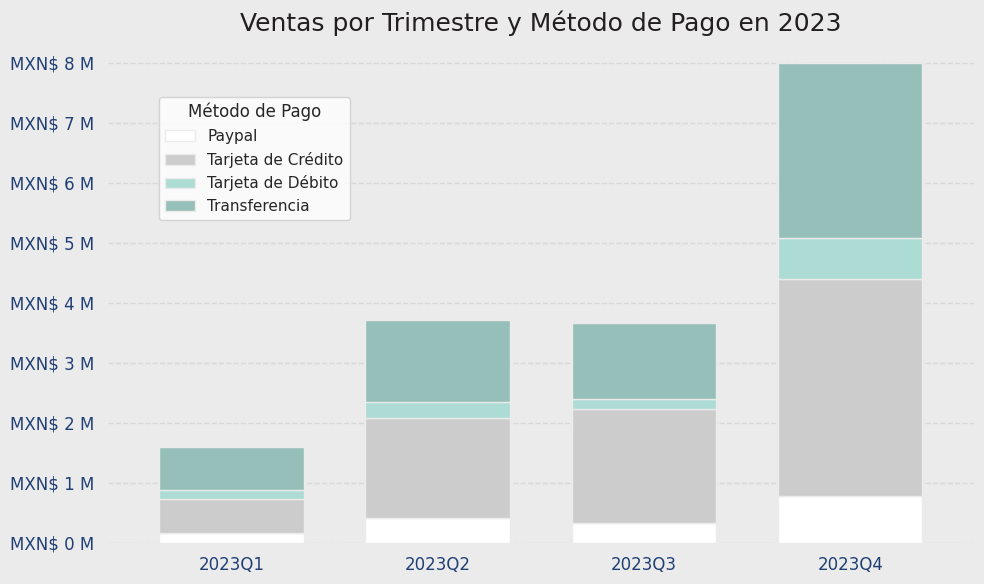 Ventas por Trimestre y Método de Pago en 2023
MXN$ 8 M
MXN$ 7 M
MXN$ 6 M
MXN$ 5 M
MXN$ 4 M
MXN$ 3 M
MXN$ 2 M
MXN$ 1 M
MXN$ 0 M
Método de Pago
Paypal
Tarjeta de Crédito
Tarjeta de Débito
Transferencia
2023Q1
2023Q2
2023Q3
2023Q4